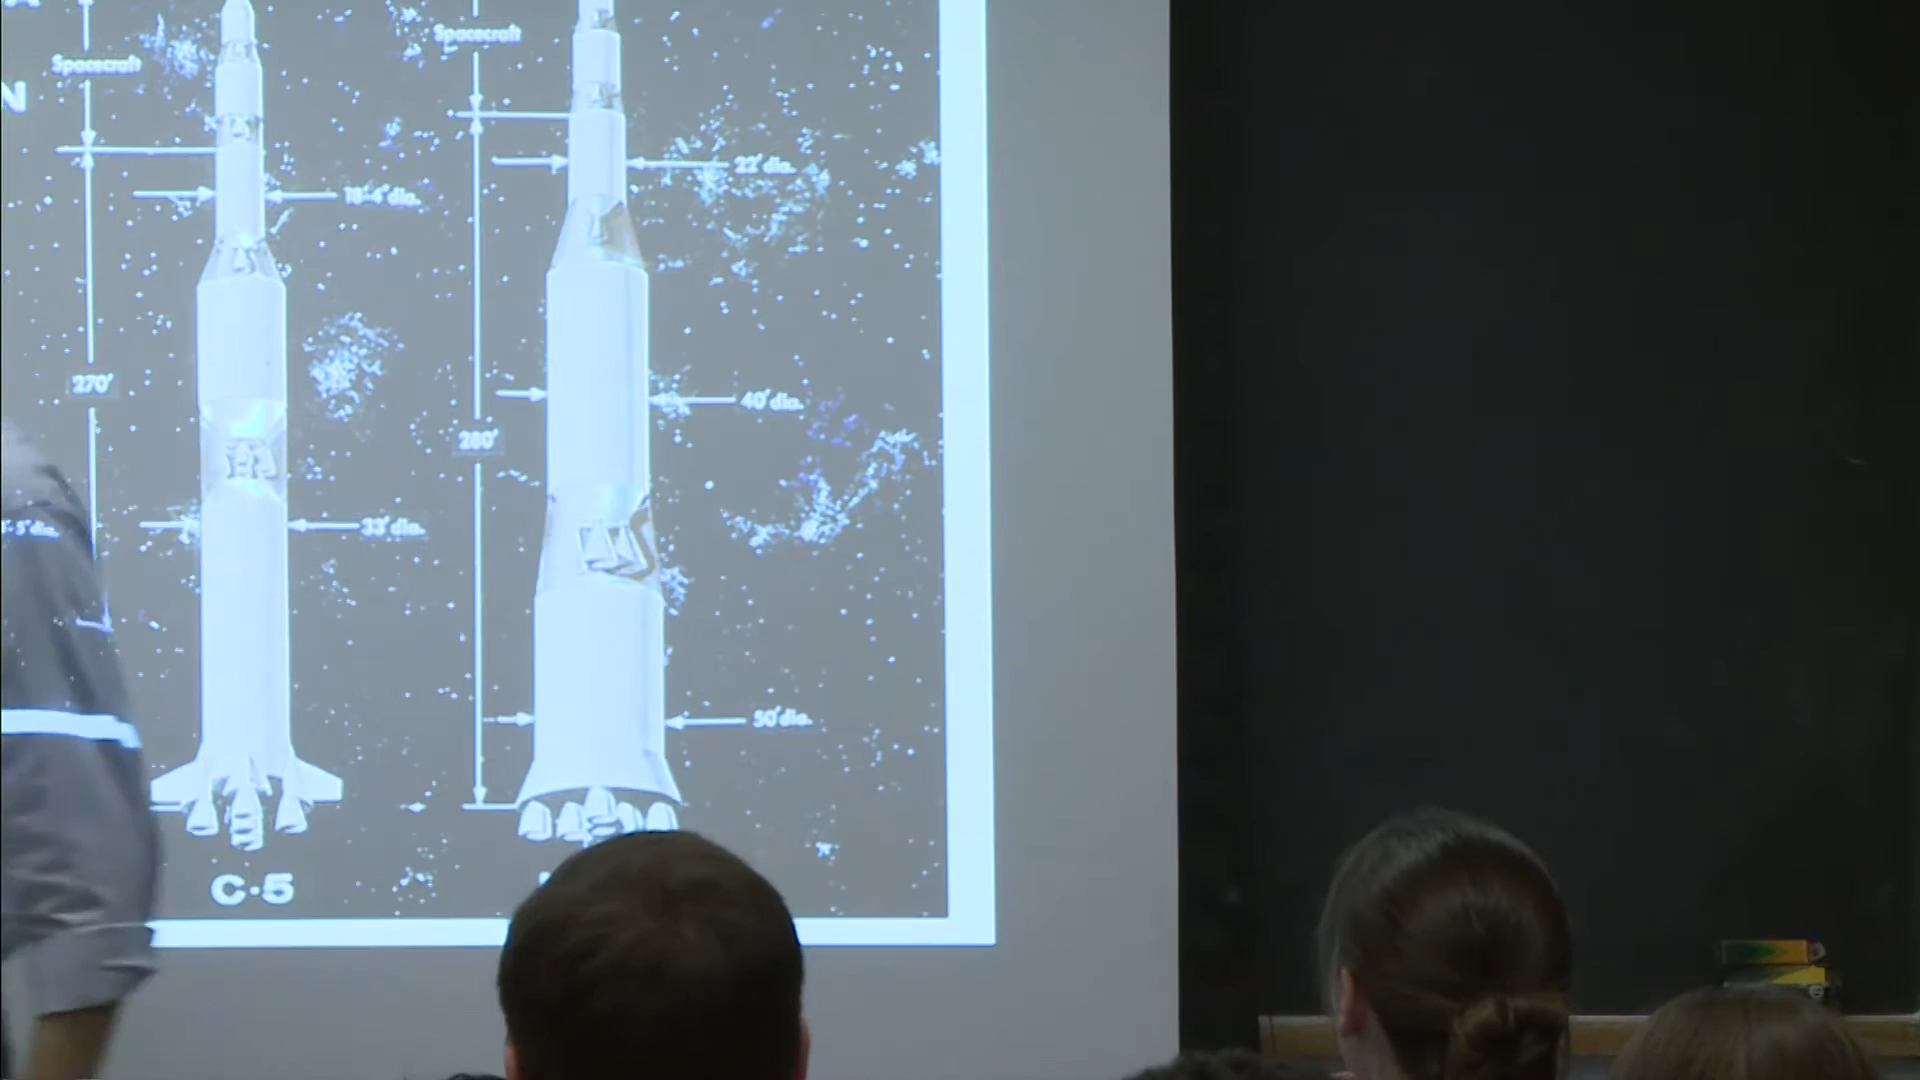 Spacecraft
Spacecraft
N
22' dia.
18'-4" dia.
270'
40' dia.
280'
33' dia.
50' dia.
C-5